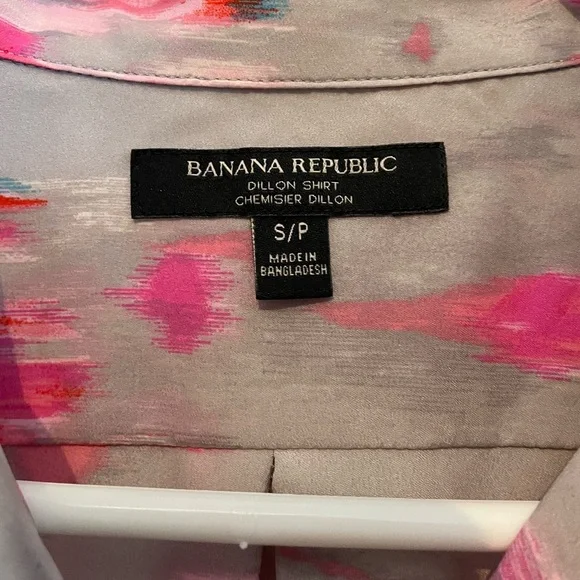 BANANA REPUBLIC
DILLON SHIRT
CHEMISIER DILLON
S/P
MADE IN
BANGLADESH